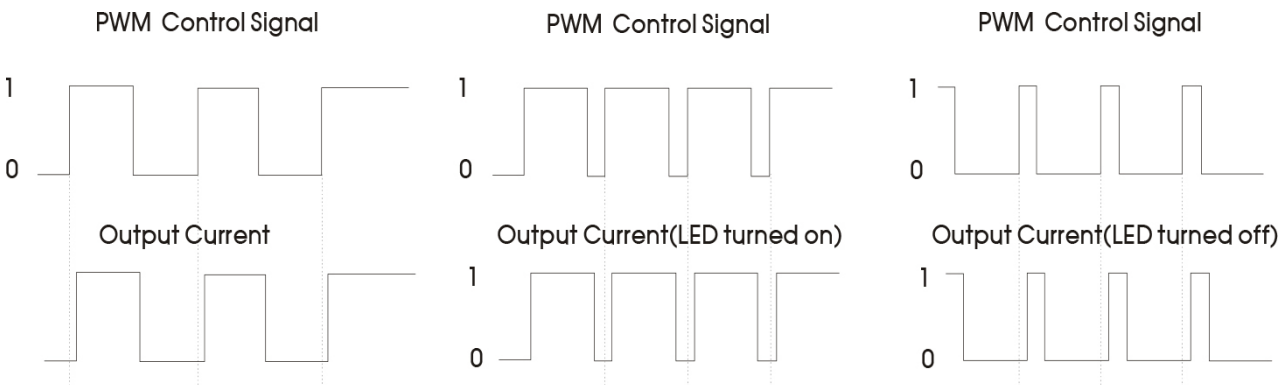 PWM Control Signal
1
0
Output Current
PWM Control Signal
1
0
Output Current(LED turned on)
1
0
PWM Control Signal
1
0
Output Current(LED turned off)
1
0